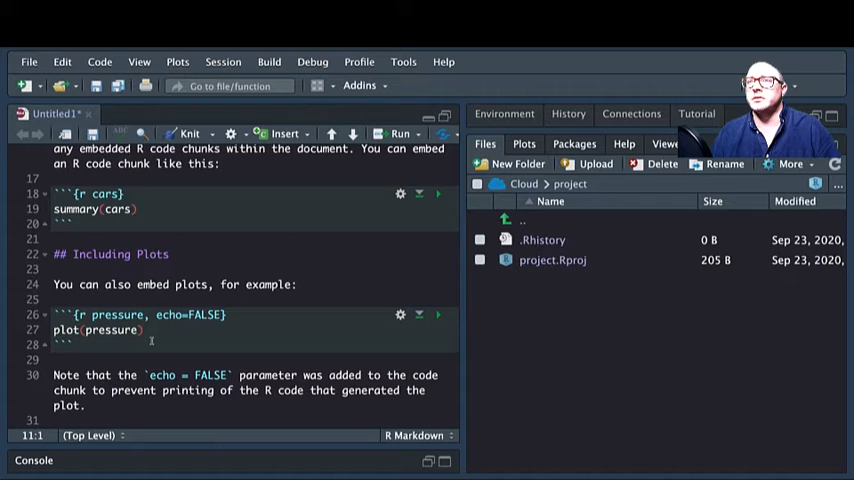 File Edit Code View Plots Session Build Debug Profile Tools Help
Go to file/function Addins
Untitled1*
ABC Knit Insert Run
any embedded R code chunks within the document. You can embed
an R code chunk like this:
17
18 ```{r cars}
19 summary(cars)
20 ```
21
22 ## Including Plots
23
24 You can also embed plots, for example:
25
26 ```{r pressure, echo=FALSE}
27 plot(pressure)
28 ```
29
30 Note that the `echo = FALSE` parameter was added to the code
chunk to prevent printing of the R code that generated the
plot.
31
11:1 (Top Level) R Markdown
Console
Environment History Connections Tutorial
Files Plots Packages Help
New Folder Upload Delete Rename More
Cloud project R ...
Name Size Modified
..
.Rhistory 0 B Sep 23, 2020,
project.Rproj 205 B Sep 23, 2020,